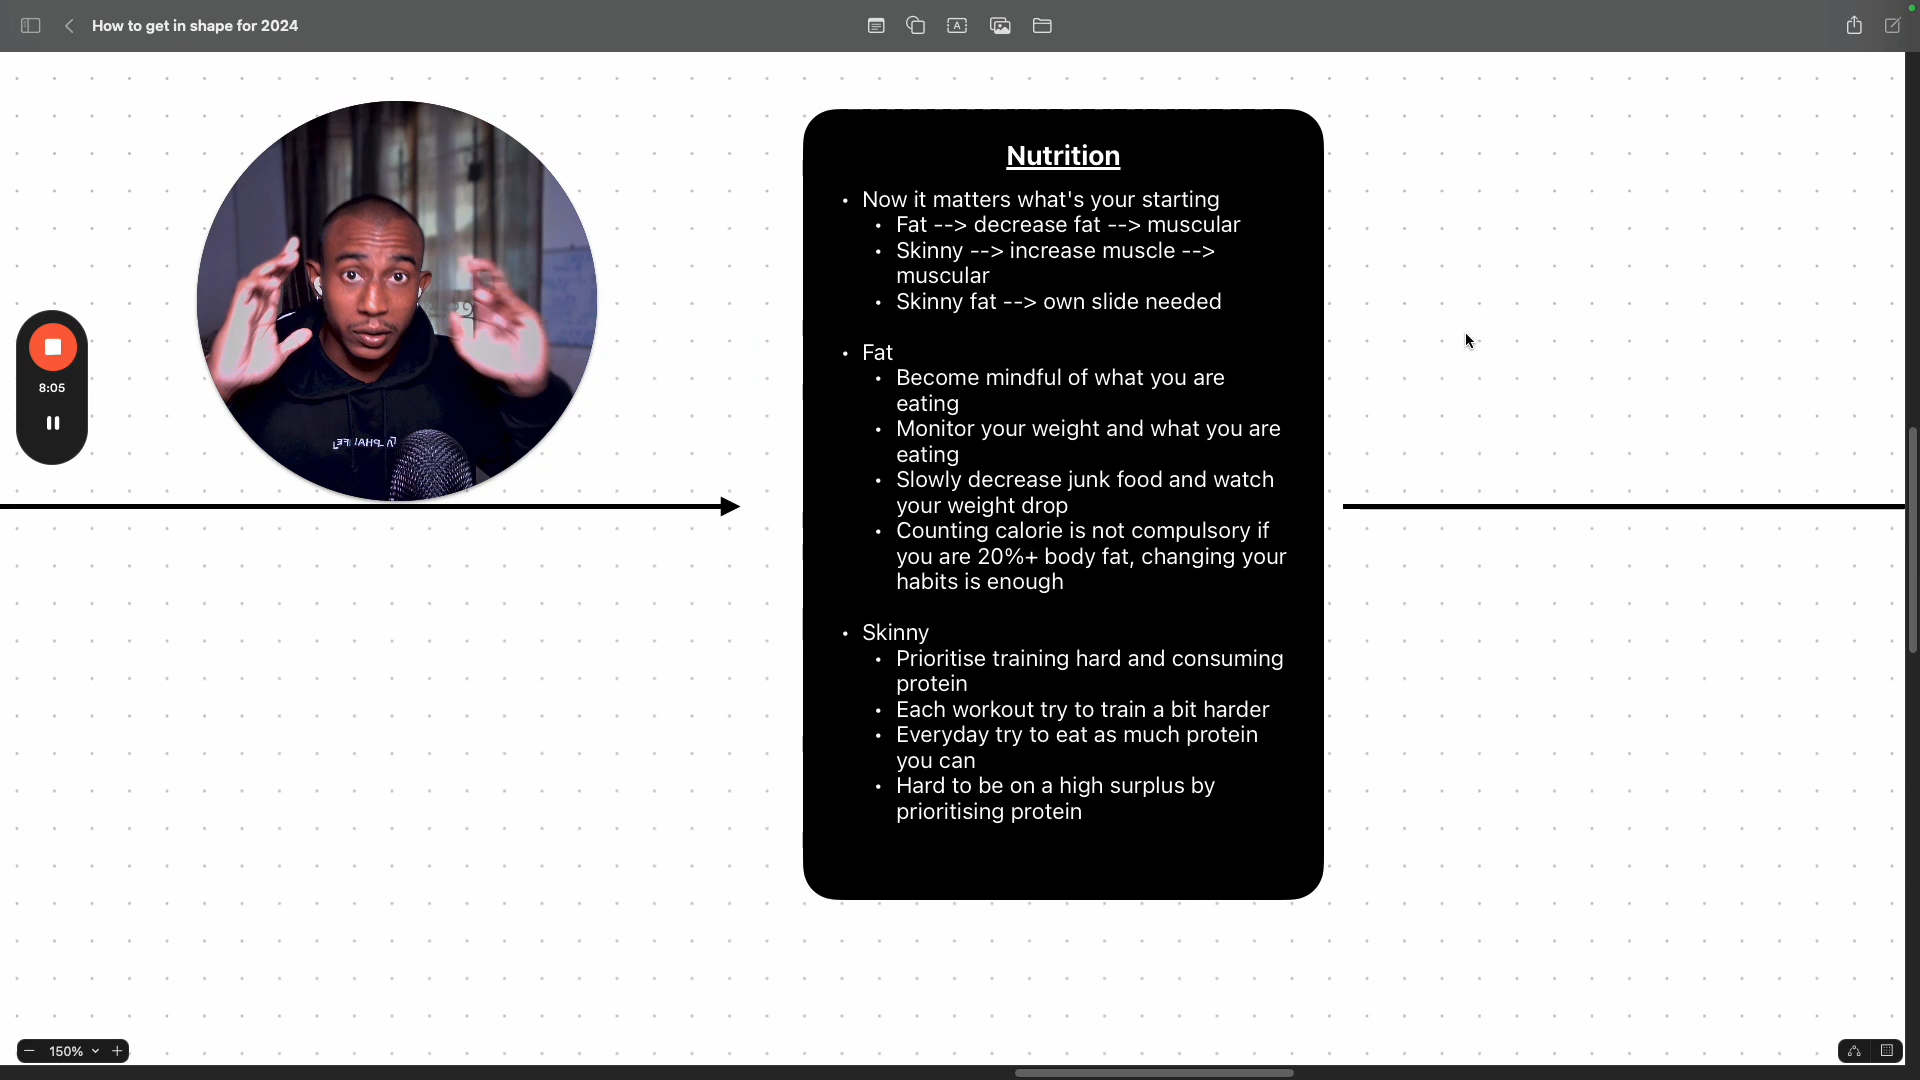 How to get in shape for 2024
Nutrition
• Now it matters what's your starting
• Fat --> decrease fat --> muscular
• Skinny --> increase muscle -->
muscular
• Skinny fat --> own slide needed
• Fat
• Become mindful of what you are
eating
• Monitor your weight and what you are
eating
• Slowly decrease junk food and watch
your weight drop
• Counting calorie is not compulsory if
you are 20%+ body fat, changing your
habits is enough
• Skinny
• Prioritise training hard and consuming
protein
• Each workout try to train a bit harder
• Everyday try to eat as much protein
you can
• Hard to be on a high surplus by
prioritising protein
8:05
150%